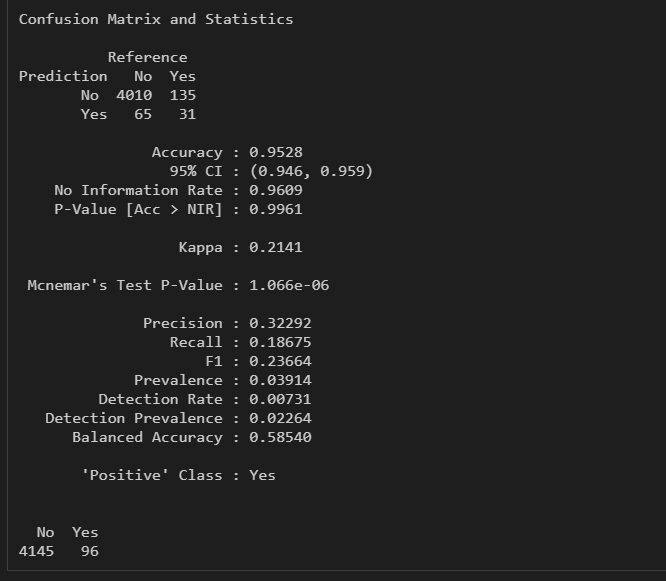 Confusion Matrix and Statistics
Reference
Prediction No Yes
No 4010 135
Yes 65 31
Accuracy : 0.9528
95% CI : (0.946, 0.959)
No Information Rate : 0.9609
P-Value [Acc > NIR] : 0.9961
Kappa : 0.2141
Mcnemar's Test P-Value : 1.066e-06
Precision : 0.32292
Recall : 0.18675
F1 : 0.23664
Prevalence : 0.03914
Detection Rate : 0.00731
Detection Prevalence : 0.02264
Balanced Accuracy : 0.58540
'Positive' Class : Yes
No Yes
4145 96